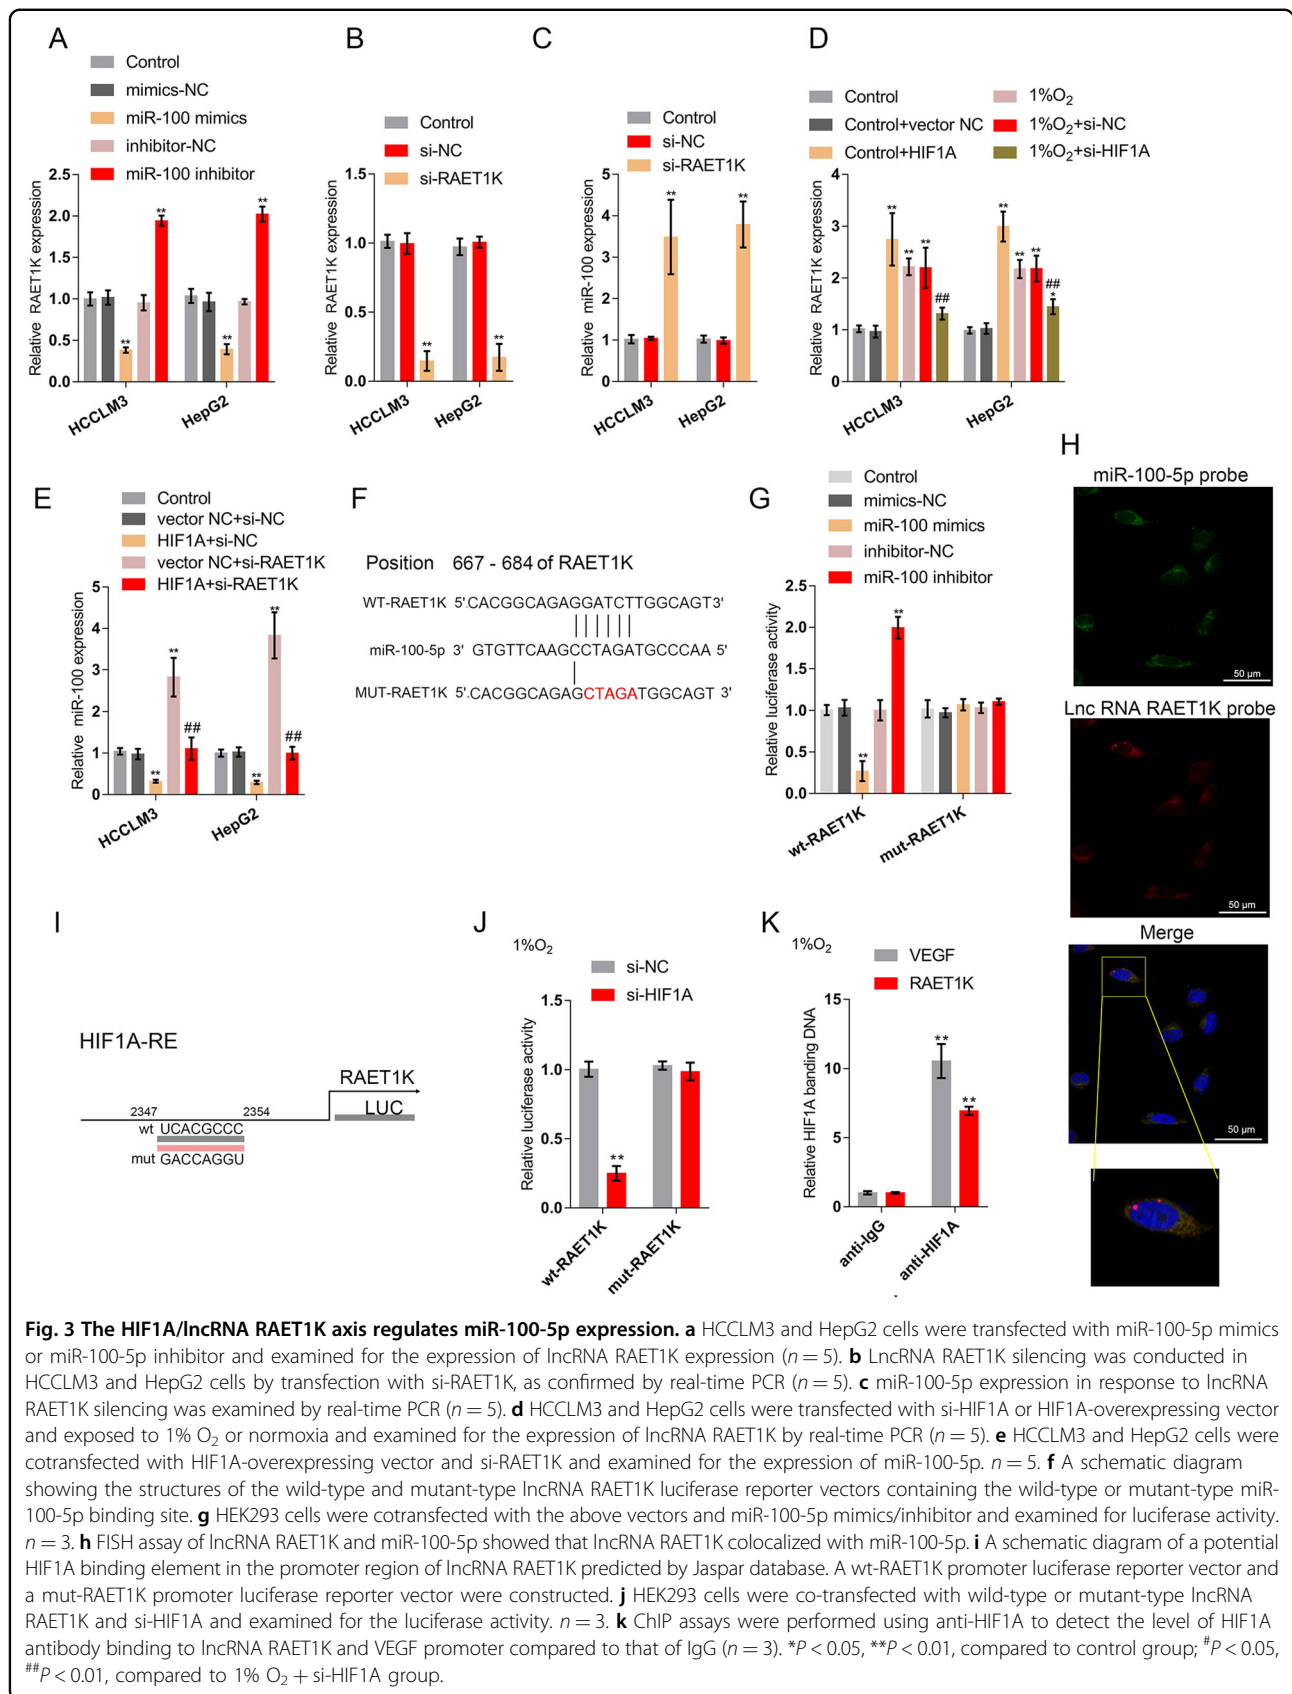 A
Control
mimics-NC
miR-100 mimics
inhibitor-NC
miR-100 inhibitor
Relative RAET1K expression
2.5
2.0
1.5
1.0
0.5
0.0
**
**
**
**
HCCLM3
HepG2
B
Control
si-NC
si-RAET1K
Relative RAET1K expression
1.5
1.0
0.5
0.0
**
**
HCCLM3
HepG2
C
Control
si-NC
si-RAET1K
Relative miR-100 expression
5
4
3
2
1
0
**
**
HCCLM3
HepG2
D
Control
Control+vector NC
Control+HIF1A
1%O2
1%O2+si-NC
1%O2+si-HIF1A
Relative RAET1K expression
4
3
2
1
0
**
**
**
##
**
**
**
##
*
HCCLM3
HepG2
E
Control
vector NC+si-NC
HIF1A+si-NC
vector NC+si-RAET1K
HIF1A+si-RAET1K
Relative miR-100 expression
5
4
3
2
1
0
**
**
##
**
**
##
HCCLM3
HepG2
F
Position 667 - 684 of RAET1K
WT-RAET1K 5'.CACGGCAGAGGATCTTGGCAGT3'
miR-100-5p 3' GTGTTCAAGCCTAGATGCCCAA 5'
MUT-RAET1K 5'.CACGGCAGAGCTAGATGGCAGT 3'
G
Control
mimics-NC
miR-100 mimics
inhibitor-NC
miR-100 inhibitor
Relative luciferase activity
2.5
2.0
1.5
1.0
0.5
0.0
**
**
wt-RAET1K
mut-RAET1K
H
miR-100-5p probe
50 µm
Lnc RNA RAET1K probe
50 µm
Merge
50 µm
I
HIF1A-RE
RAET1K
LUC
2347 2354
wt UCACGCCC
mut GACCAGGU
J
1%O2
si-NC
si-HIF1A
Relative luciferase activity
1.5
1.0
0.5
0.0
**
wt-RAET1K
mut-RAET1K
K
1%O2
VEGF
RAET1K
Relative HIF1A banding DNA
15
10
5
0
**
**
anti-IgG
anti-HIF1A
Fig. 3 The HIF1A/lncRNA RAET1K axis regulates miR-100-5p expression. a HCCLM3 and HepG2 cells were transfected with miR-100-5p mimics
or miR-100-5p inhibitor and examined for the expression of lncRNA RAET1K expression (n = 5). b LncRNA RAET1K silencing was conducted in
HCCLM3 and HepG2 cells by transfection with si-RAET1K, as confirmed by real-time PCR (n = 5). c miR-100-5p expression in response to lncRNA
RAET1K silencing was examined by real-time PCR (n = 5). d HCCLM3 and HepG2 cells were transfected with si-HIF1A or HIF1A-overexpressing vector
and exposed to 1% O2 or normoxia and examined for the expression of lncRNA RAET1K by real-time PCR (n = 5). e HCCLM3 and HepG2 cells were
cotransfected with HIF1A-overexpressing vector and si-RAET1K and examined for the expression of miR-100-5p. n = 5. f A schematic diagram
showing the structures of the wild-type and mutant-type lncRNA RAET1K luciferase reporter vectors containing the wild-type or mutant-type miR-
100-5p binding site. g HEK293 cells were cotransfected with the above vectors and miR-100-5p mimics/inhibitor and examined for luciferase activity.
n = 3. h FISH assay of lncRNA RAET1K and miR-100-5p showed that lncRNA RAET1K colocalized with miR-100-5p. i A schematic diagram of a potential
HIF1A binding element in the promoter region of lncRNA RAET1K predicted by Jaspar database. A wt-RAET1K promoter luciferase reporter vector and
a mut-RAET1K promoter luciferase reporter vector were constructed. j HEK293 cells were co-transfected with wild-type or mutant-type lncRNA
RAET1K and si-HIF1A and examined for the luciferase activity. n = 3. k ChIP assays were performed using anti-HIF1A to detect the level of HIF1A
antibody binding to lncRNA RAET1K and VEGF promoter compared to that of IgG (n = 3). *P < 0.05, **P < 0.01, compared to control group; #P < 0.05,
##P < 0.01, compared to 1% O2 + si-HIF1A group.